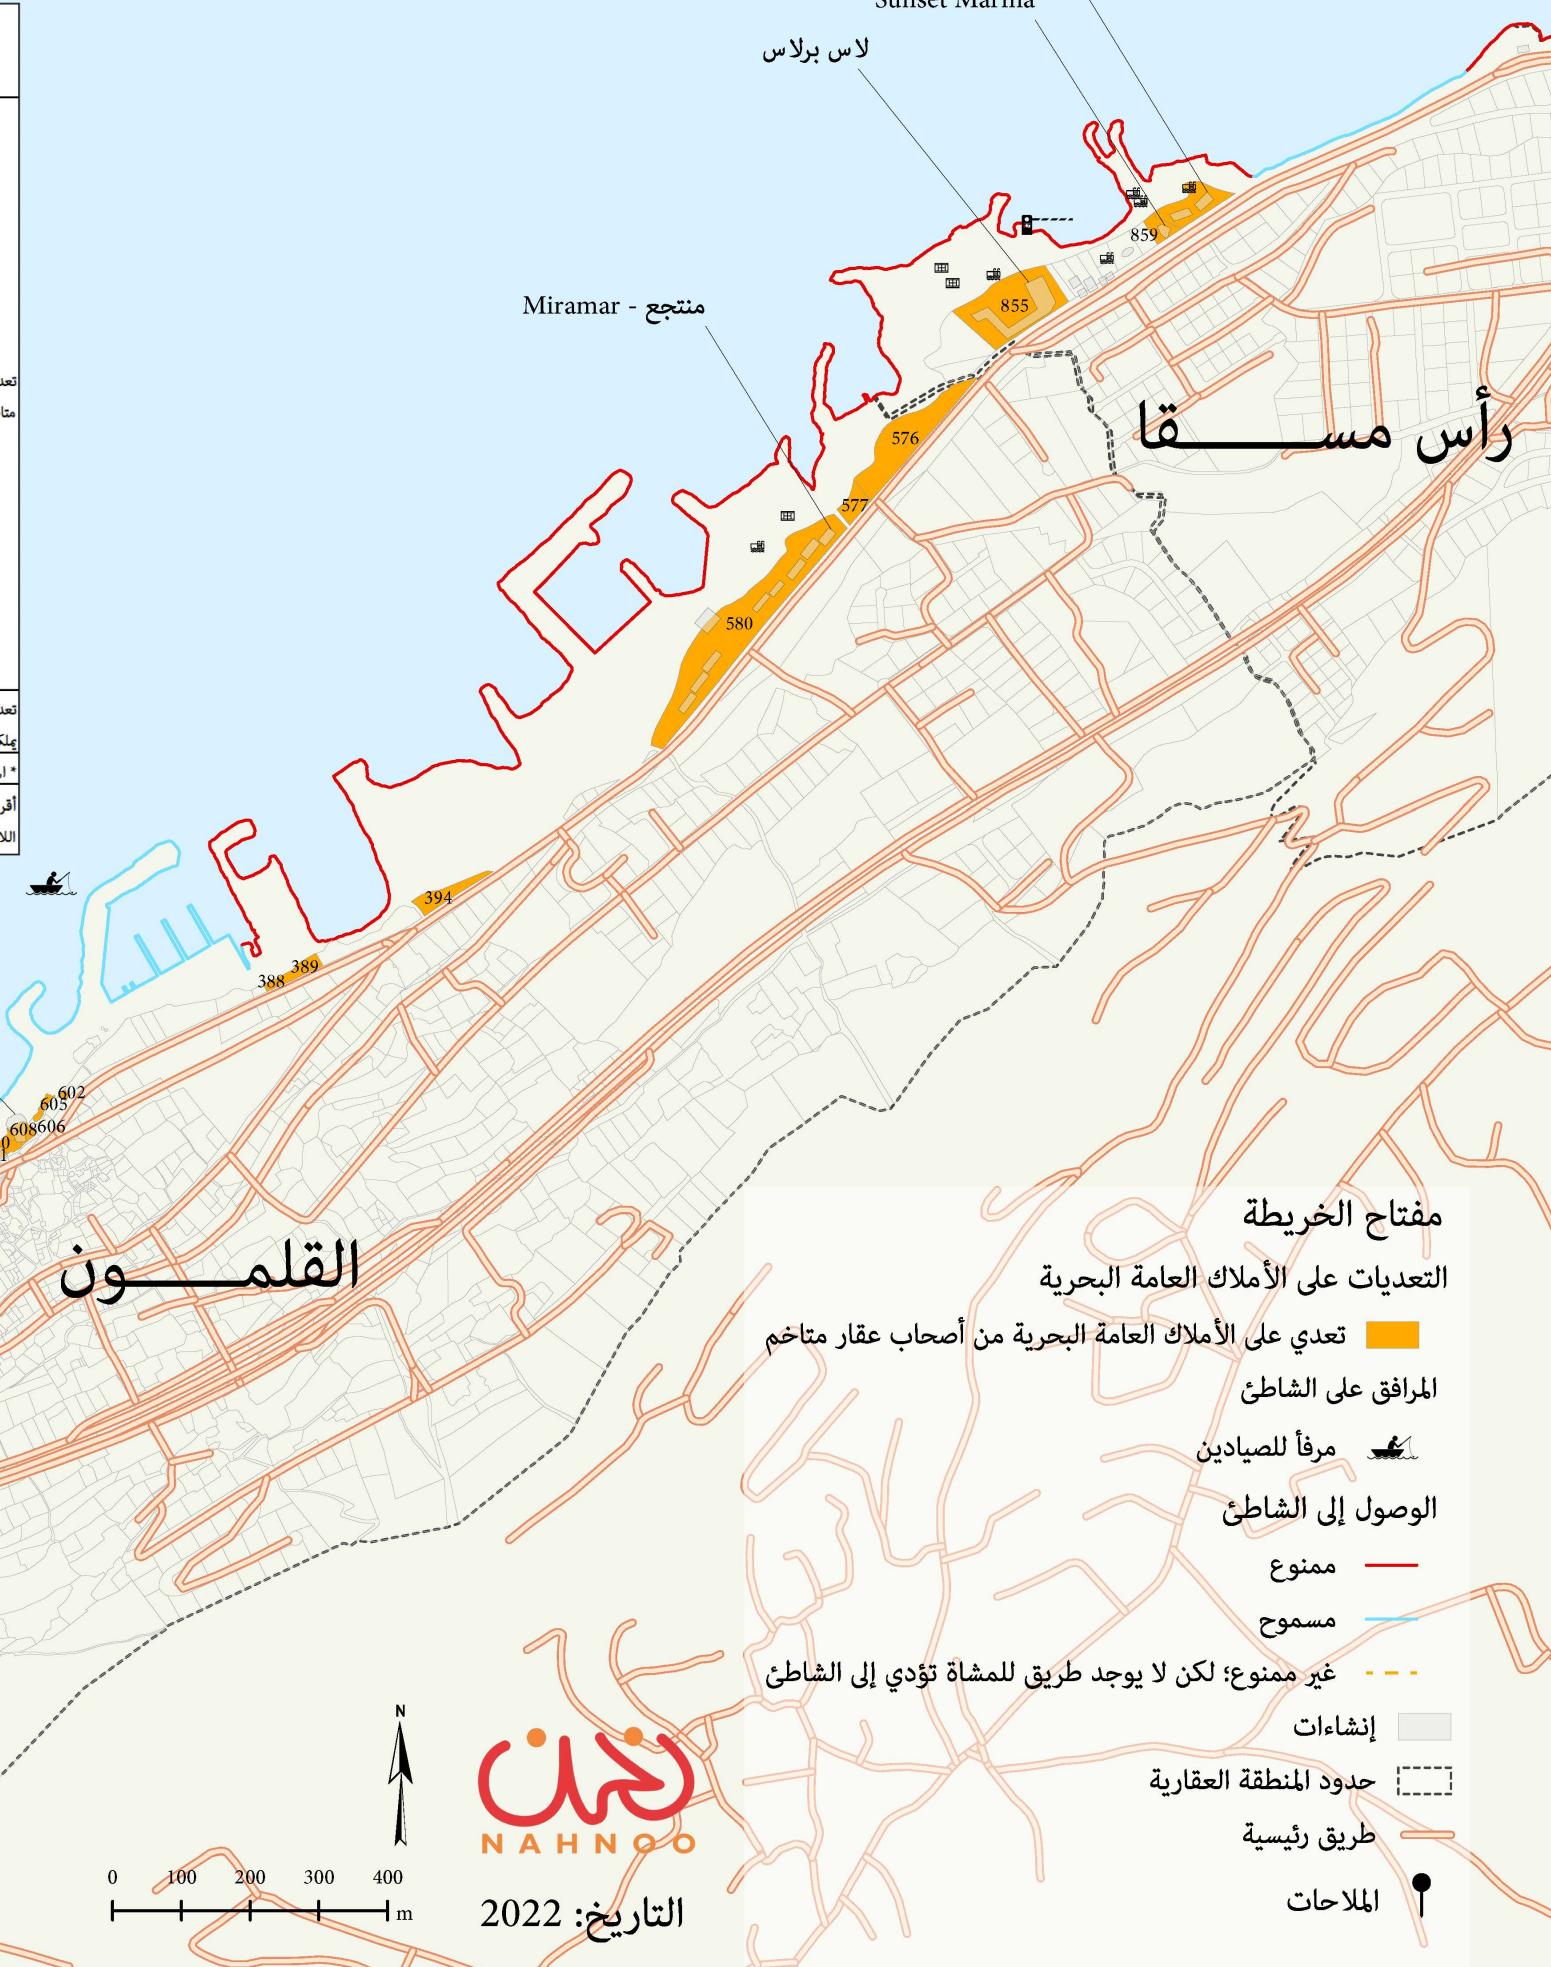 Sunset Marina
لاس برلاس
859
855
منتجع - Miramar
576
رأس مسقا
577
580
394
389
388
602
605
608
606
القلمون
مفتاح الخريطة
التعديات على الأملاك العامة البحرية
تعدي على الأملاك العامة البحرية من أصحاب عقار متاخم
المرافق على الشاطئ
مرفأ للصيادين
الوصول إلى الشاطئ
ممنوع
مسموح
غير ممنوع؛ لكن لا يوجد طريق للمشاة تؤدي إلى الشاطئ
إنشاءات
حدود المنطقة العقارية
طريق رئيسية
الملاحات
N
نحن
NAHNOO
0 100 200 300 400
m
التاريخ: 2022